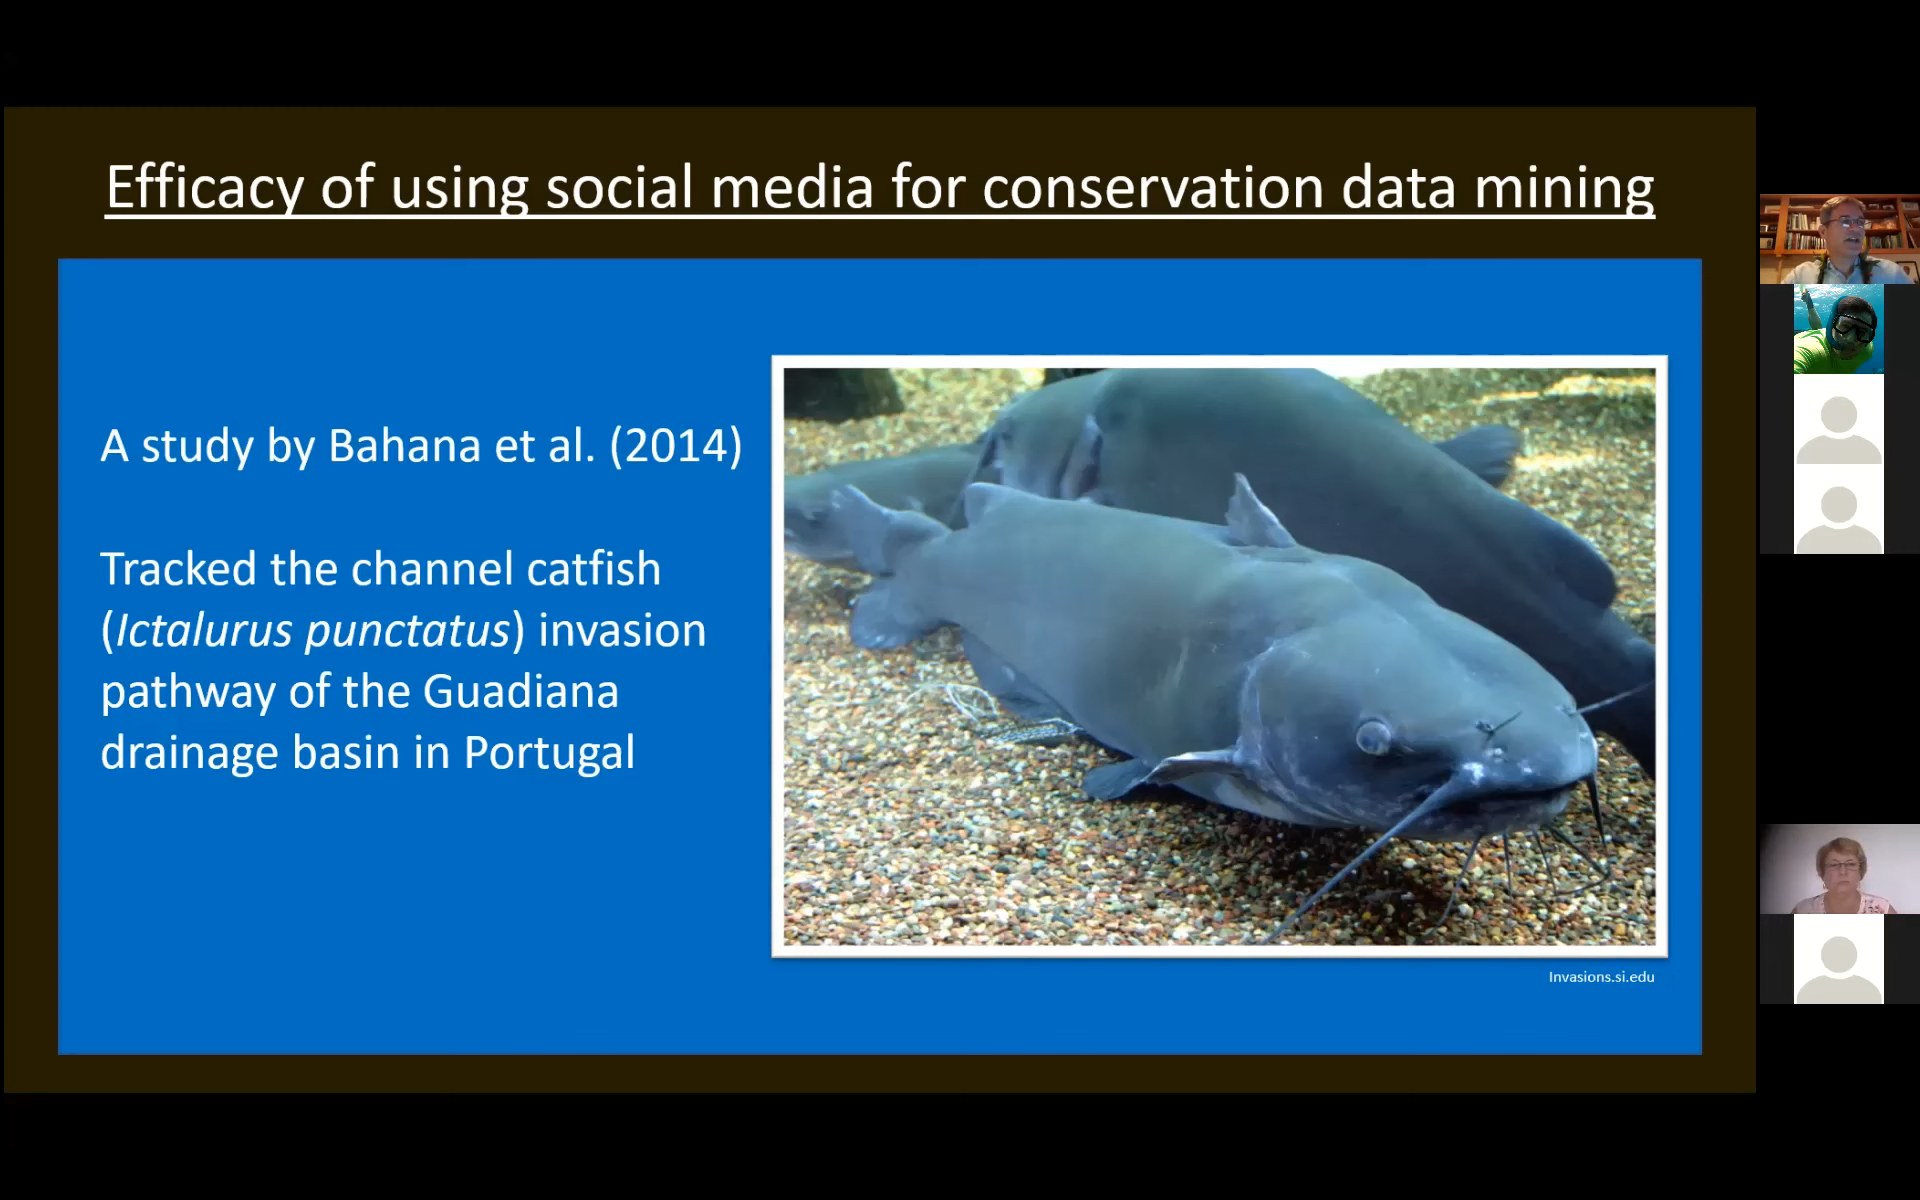 Efficacy of using social media for conservation data mining
A study by Bahana et al. (2014)
Tracked the channel catfish
(Ictalurus punctatus) invasion
pathway of the Guadiana
drainage basin in Portugal
Invasions.si.edu